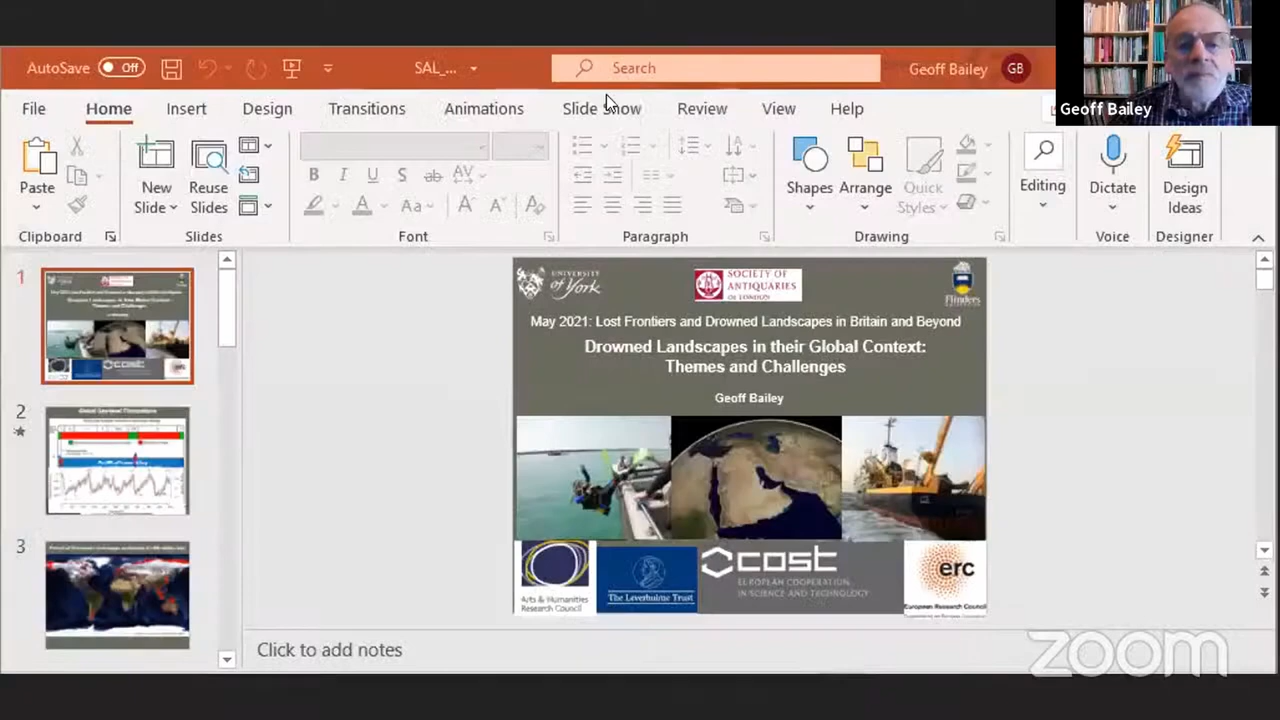 AutoSave Off SAL_... Search Geoff Bailey GB
Geoff Bailey
File Home Insert Design Transitions Animations Slide Show Review View Help
Paste New Slide Reuse Slides B I U S ab AV Aa A A Shapes Arrange Quick Styles Editing Dictate Design Ideas
Clipboard Slides Font Paragraph Drawing Voice Designer
1
2
3
UNIVERSITY
of York
SOCIETY OF
ANTIQUARIES
OF LONDON
Flinders
May 2021: Lost Frontiers and Drowned Landscapes in Britain and Beyond
Drowned Landscapes in their Global Context:
Themes and Challenges
Geoff Bailey
Arts & Humanities
Research Council
The Leverhulme Trust
cost
EUROPEAN COOPERATION
IN SCIENCE AND TECHNOLOGY
erc
European Research Council
Click to add notes
zoom